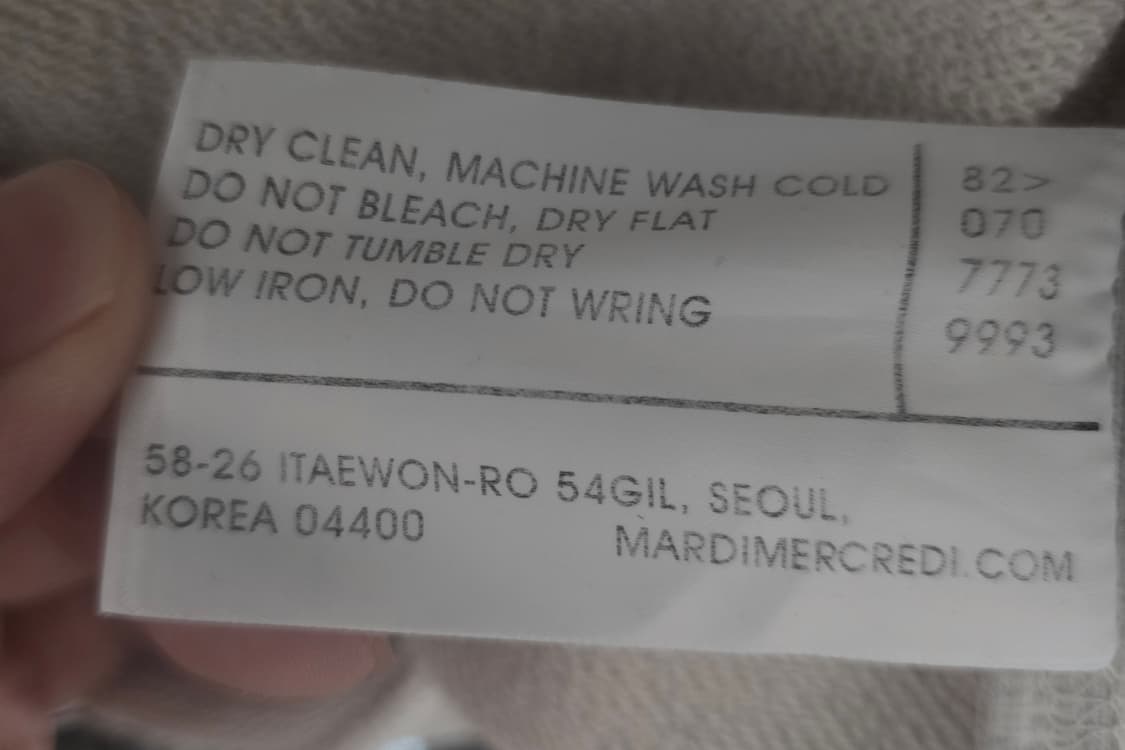 DRY CLEAN, MACHINE WASH COLD
DO NOT BLEACH, DRY FLAT
DO NOT TUMBLE DRY
LOW IRON, DO NOT WRING
82>
070
7773
9993
58-26 ITAEWON-RO 54GIL, SEOUL,
KOREA 04400
MARDIMERCREDI.COM